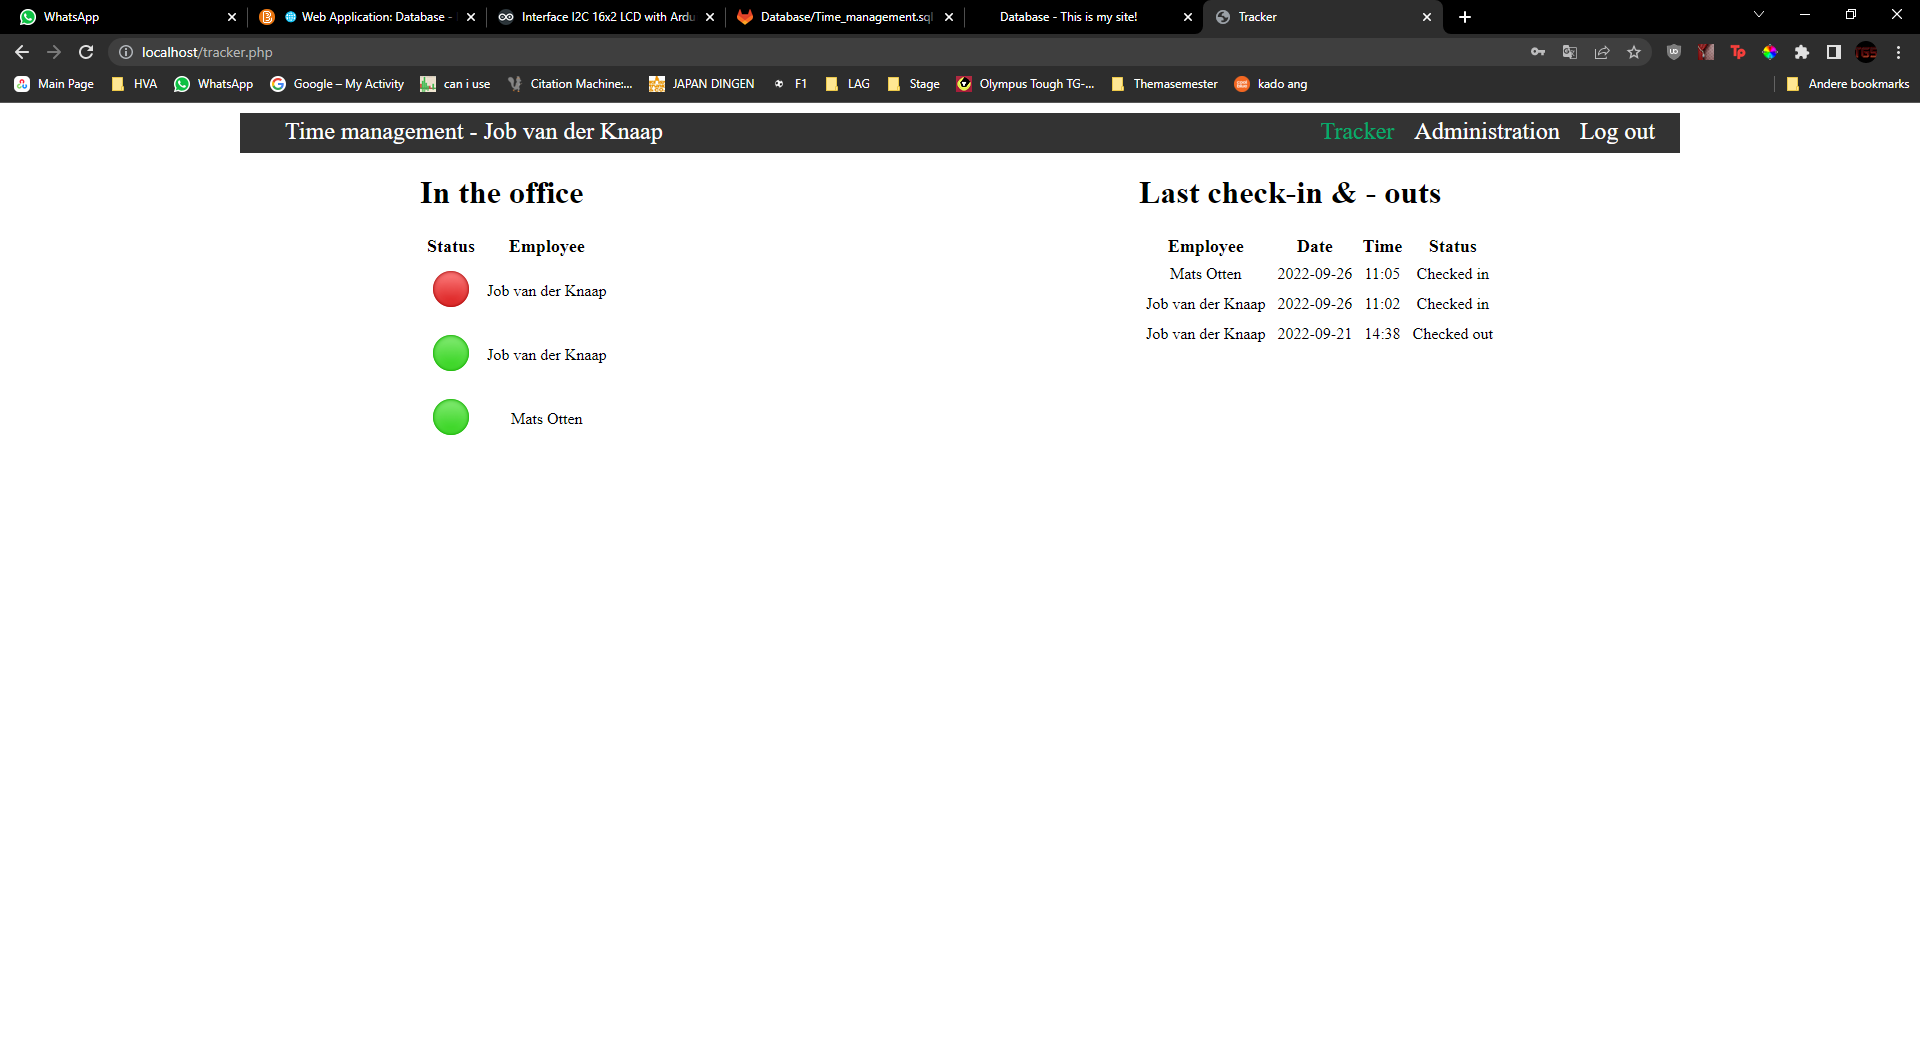 WhatsApp
Web Application: Database -
Interface I2C 16x2 LCD with Ardu
Database/Time_management.sql
Database - This is my site!
Tracker
localhost/tracker.php
Main Page
HVA
WhatsApp
Google – My Activity
can i use
Citation Machine:...
JAPAN DINGEN
F1
LAG
Stage
Olympus Tough TG-...
Themasemester
kado ang
Andere bookmarks
Time management - Job van der Knaap
Tracker Administration Log out
In the office
Status Employee
Job van der Knaap
Job van der Knaap
Mats Otten
Last check-in & - outs
Employee Date Time Status
Mats Otten 2022-09-26 11:05 Checked in
Job van der Knaap 2022-09-26 11:02 Checked in
Job van der Knaap 2022-09-21 14:38 Checked out